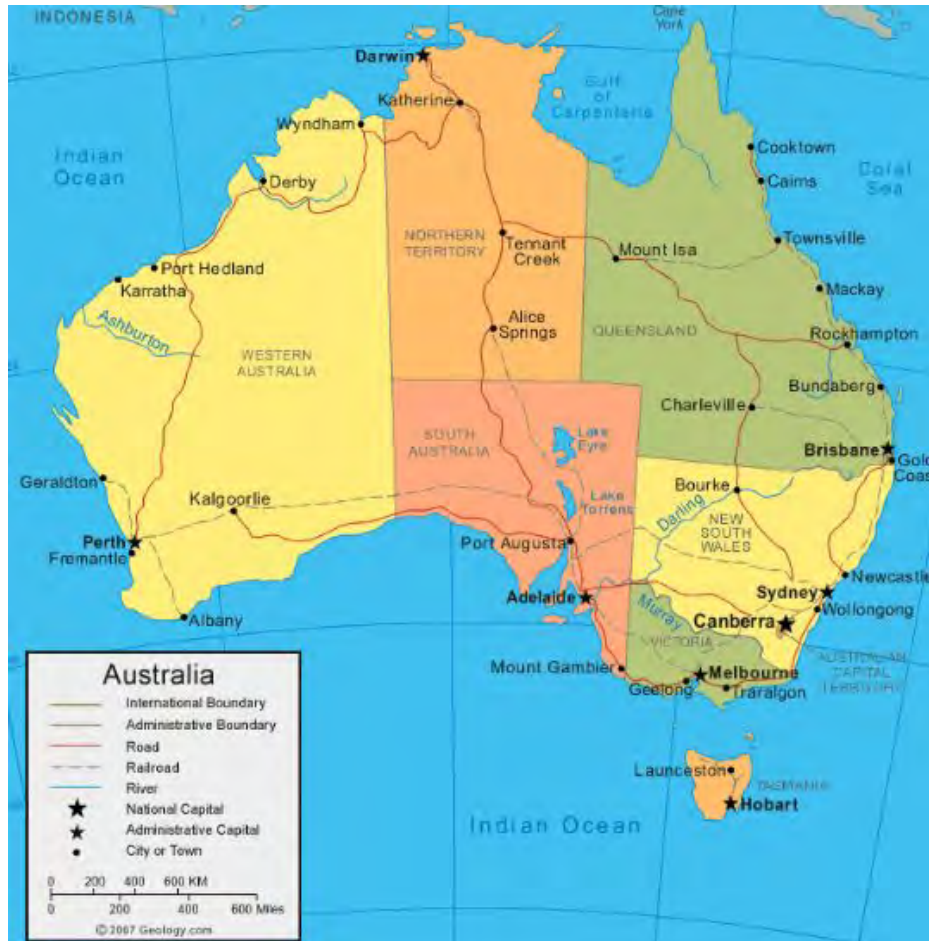 INDONESIA
Cape
York
Darwin
Katherine
Gulf
of
Carpentaria
Wyndham
Cooktown
Indian
Ocean
Derby
Cairns
Coral
Sea
NORTHERN
TERRITORY
Tennant
Creek
Mount Isa
Townsville
Port Hedland
Karratha
Mackay
Ashburton
Alice
Springs
QUEENSLAND
Rockhampton
WESTERN
AUSTRALIA
Bundaberg
Charleville
SOUTH
AUSTRALIA
Lake
Eyre
Brisbane
Gold
Coas
Geraldton
Kalgoorlie
Lake
Torrens
Bourke
Darling
NEW
SOUTH
WALES
Perth
Fremantle
Port Augusta
Newcastle
Adelaide
Sydney
Wollongong
Murray
Canberra
Albany
VICTORIA
Mount Gambier
Melbourne
Geelong
Traralgon
AUSTRALIAN
CAPITAL
TERRITORY
Launceston
TASMANIA
Hobart
Indian Ocean
Australia
International Boundary
Administrative Boundary
Road
Railroad
River
National Capital
Administrative Capital
City or Town
0 200 400 600 KM
0 200 400 600 Miles
©2007 Geology.com